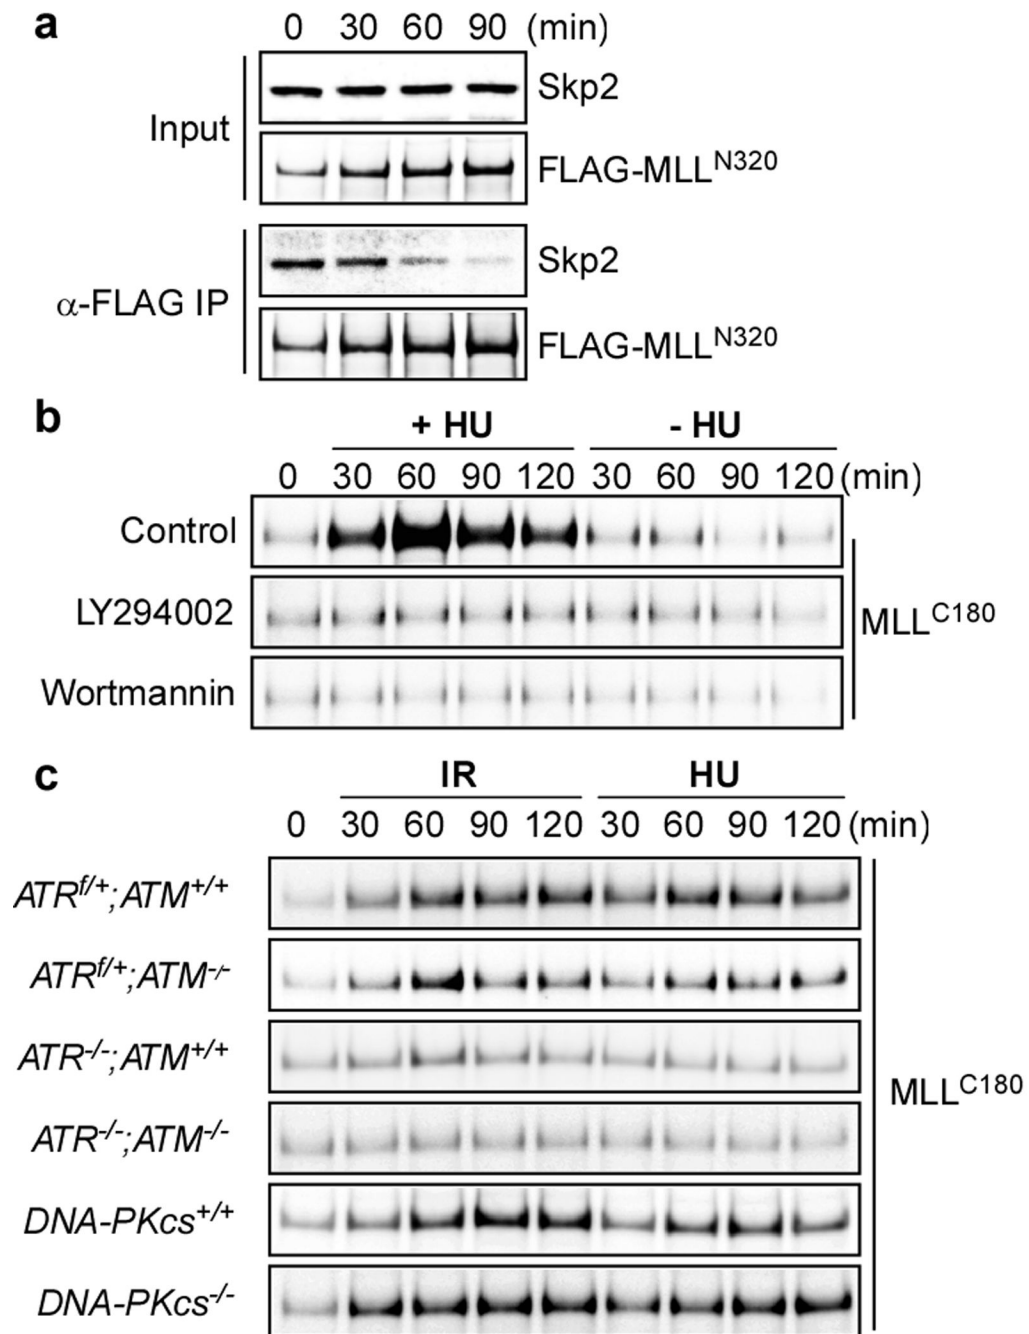 a
0 30 60 90 (min)
Skp2
Input
FLAG-MLL^N320
Skp2
α-FLAG IP
FLAG-MLL^N320
b
+ HU - HU
0 30 60 90 120 30 60 90 120 (min)
Control
LY294002
MLL^C180
Wortmannin
c
IR HU
0 30 60 90 120 30 60 90 120 (min)
ATR^f/+;ATM^+/+
ATR^f/+;ATM^-/-
ATR^-/-;ATM^+/+
MLL^C180
ATR^-/-;ATM^-/-
DNA-PKcs^+/+
DNA-PKcs^-/-